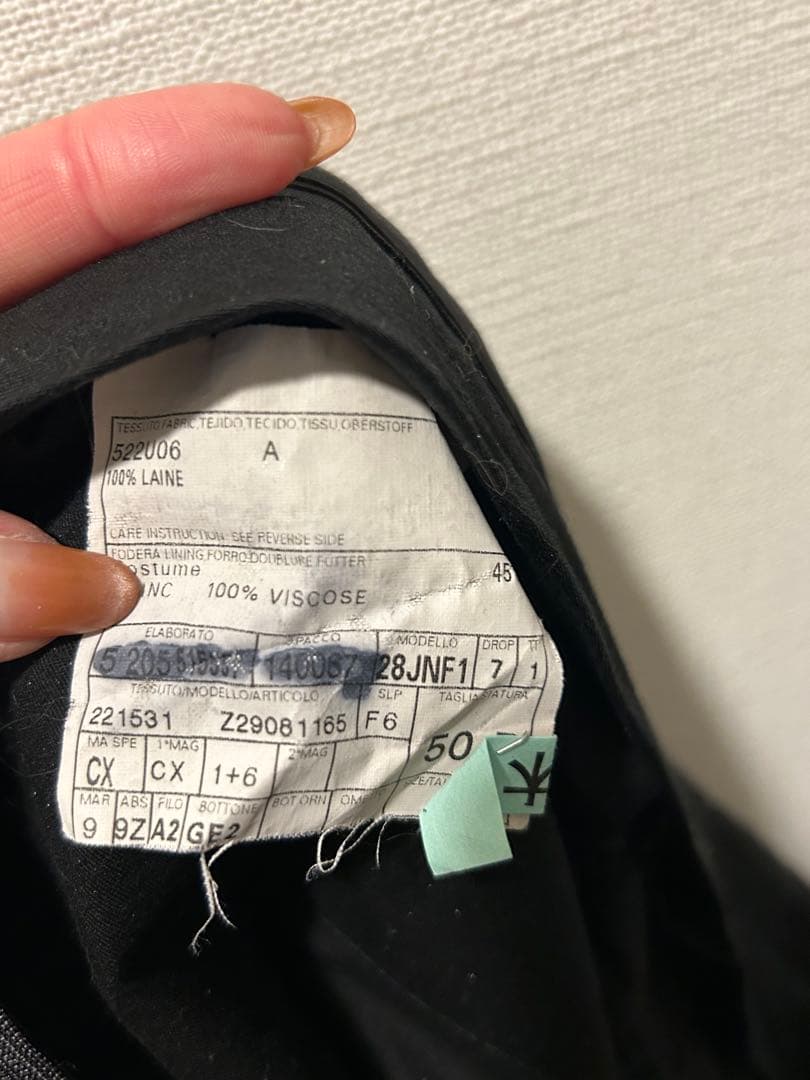 TESSUTO,FABRIC,TEJIDO,TECIDO,TISSU,OBERSTOFF
522U06 A
100% LAINE
CARE INSTRUCTION: SEE REVERSE SIDE
FODERA LINING,FORRO,DOUBLURE FUTTER
ostume 45
INC 100% VISCOSE
ELABORATO SPACCO MODELLO DROP
5 205 28JNF1 7 1
TESSUTO/MODELLO/ARTICOLO SLP
221531 Z29081165 F6
50
MA SPE 1°MAG 2°MAG
CX CX 1+6
MAR ABS FILO BOTTONE BOT ORN
9 9Z A2 GE2